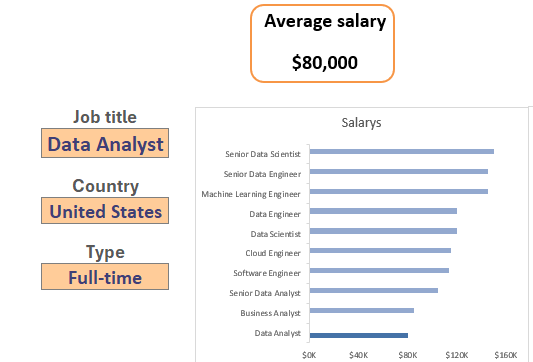 Average salary
$80,000
Job title
Data Analyst
Country
United States
Type
Full-time
Salarys
Senior Data Scientist
Senior Data Engineer
Machine Learning Engineer
Data Engineer
Data Scientist
Cloud Engineer
Software Engineer
Senior Data Analyst
Business Analyst
Data Analyst
$0K $40K $80K $120K $160K